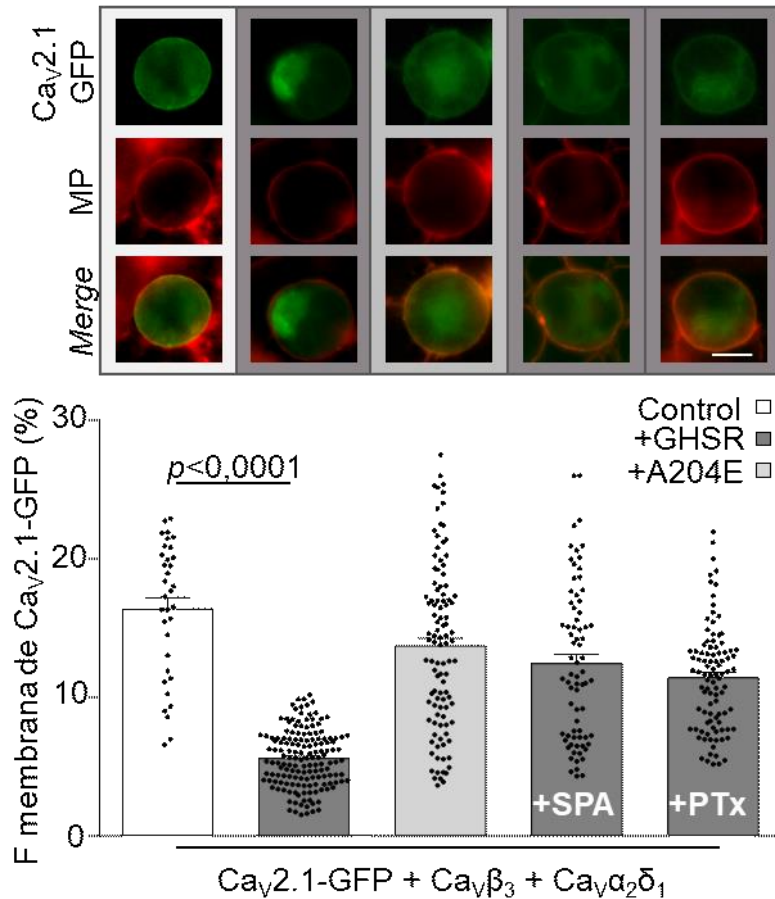 CaV2.1
GFP
MP
Merge
F membrana de CaV2.1-GFP (%)
30
20
10
0
p<0,0001
Control
+GHSR
+A204E
+SPA
+PTx
CaV2.1-GFP + CaVβ3 + CaVα2δ1